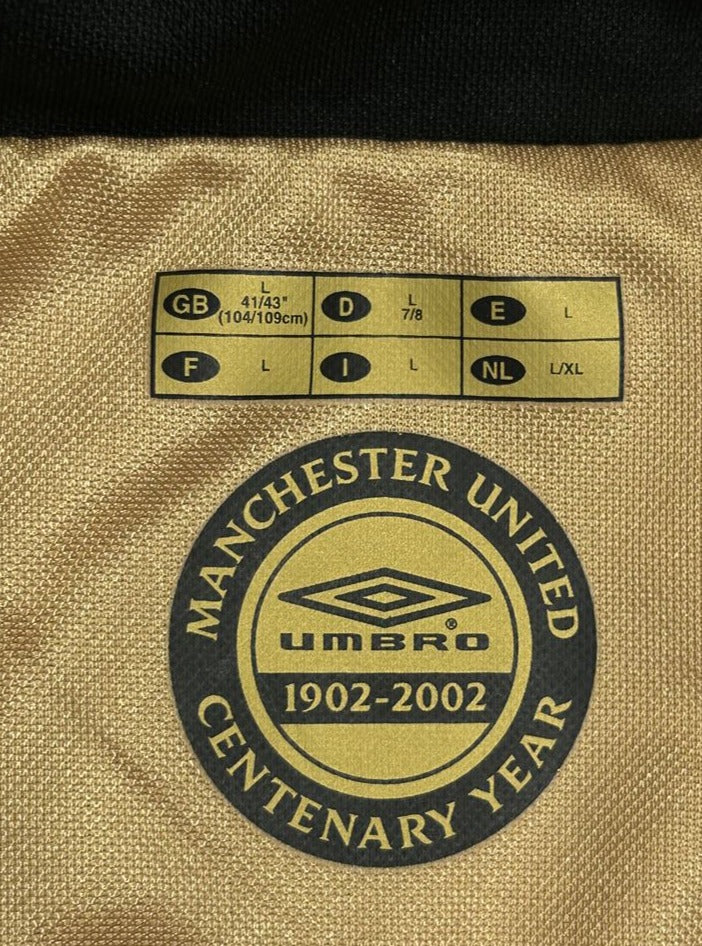 GB L 41/43" (104/109cm)
D L 7/8
E L
F L
I L
NL L/XL
MANCHESTER UNITED
UMBRO®
1902-2002
CENTENARY YEAR